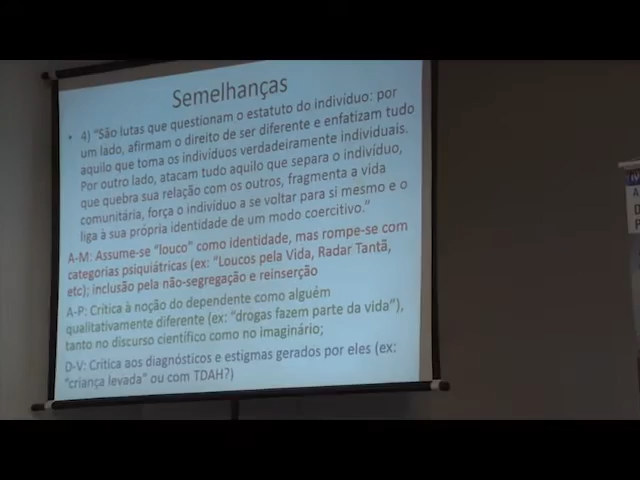 Semelhanças
• 4) “São lutas que questionam o estatuto do indivíduo: por
um lado, afirmam o direito de ser diferente e enfatizam tudo
aquilo que torna os indivíduos verdadeiramente individuais.
Por outro lado, atacam tudo aquilo que separa o indivíduo,
que quebra sua relação com os outros, fragmenta a vida
comunitária, força o indivíduo a se voltar para si mesmo e o
liga à sua própria identidade de um modo coercitivo.”
A-M: Assume-se “louco” como identidade, mas rompe-se com
categorias psiquiátricas (ex: “Loucos pela Vida, Radar Tantã,
etc); inclusão pela não-segregação e reinserção
A-P: Crítica à noção do dependente como alguém
qualitativamente diferente (ex: “drogas fazem parte da vida”),
tanto no discurso científico como no imaginário;
D-V: Crítica aos diagnósticos e estigmas gerados por eles (ex:
“criança levada” ou com TDAH?)